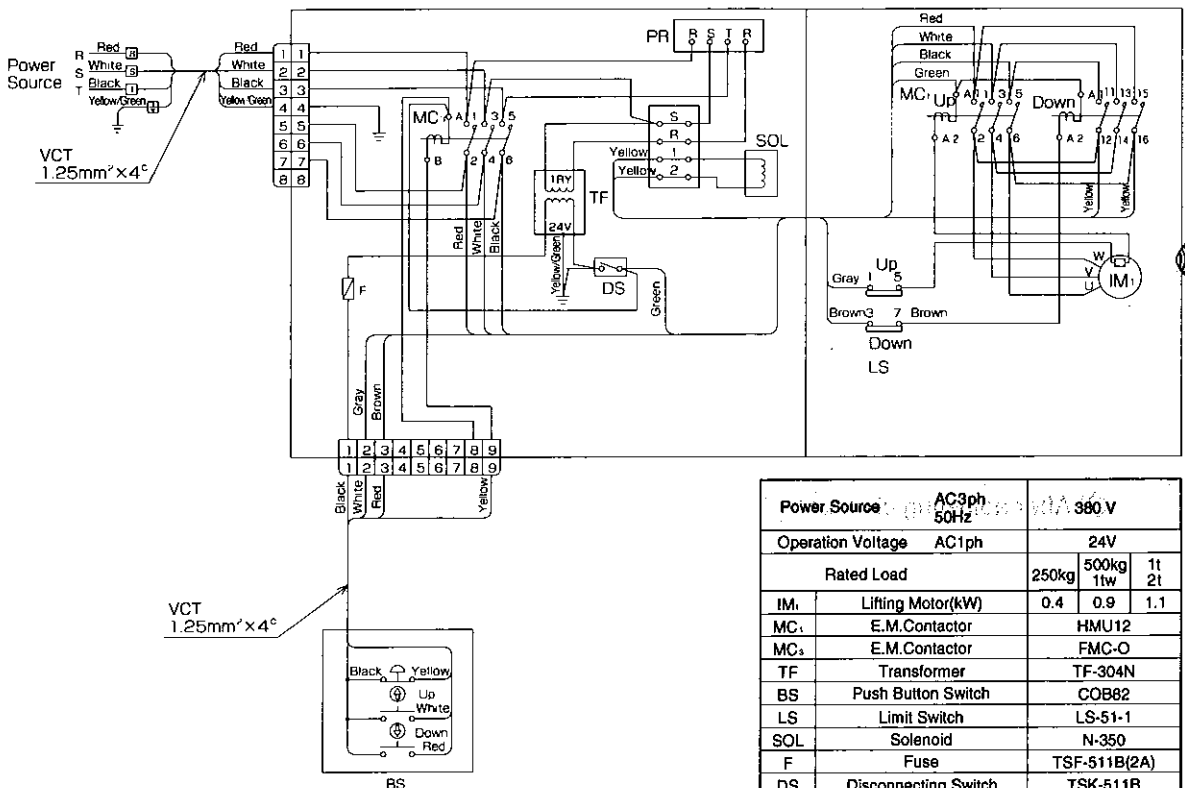 Power
Source
R Red R
S White S
T Black T
Yellow/Green
VCT
1.25mm²×4ᶜ
Red
White
Black
Yellow/Green
1 1
2 2
3 3
4 4
5 5
6 6
7 7
8 8
MC
A 1 3 5
B 2 4 6
PR R S T R
S
R
Yellow 1
Yellow 2
SOL
1RY
TF
24V
Yellow/Green
DS
Green
Red
White
Black
F
Gray
Brown
1 2 3 4 5 6 7 8 9
1 2 3 4 5 6 7 8 9
Black
White
Red
Yellow
VCT
1.25mm²×4ᶜ
Black Yellow
Up
White
Down
Red
BS
Red
White
Black
Green
MC₁ Up A 1 3 5
Down A 11 13 15
A 2 2 4 6
A 2 12 14 16
Yellow
Yellow
Up
Gray 1 5
Brown 3 7 Brown
Down
LS
W
V
U
IM₁
Power Source AC3ph 50Hz 380 V
Operation Voltage AC1ph 24V
Rated Load 250kg 500kg 1tw 1t 2t
IM₁ Lifting Motor(kW) 0.4 0.9 1.1
MC₁ E.M.Contactor HMU12
MC₃ E.M.Contactor FMC-O
TF Transformer TF-304N
BS Push Button Switch COB82
LS Limit Switch LS-51-1
SOL Solenoid N-350
F Fuse TSF-511B(2A)
DS Disconnecting Switch TSK-511B